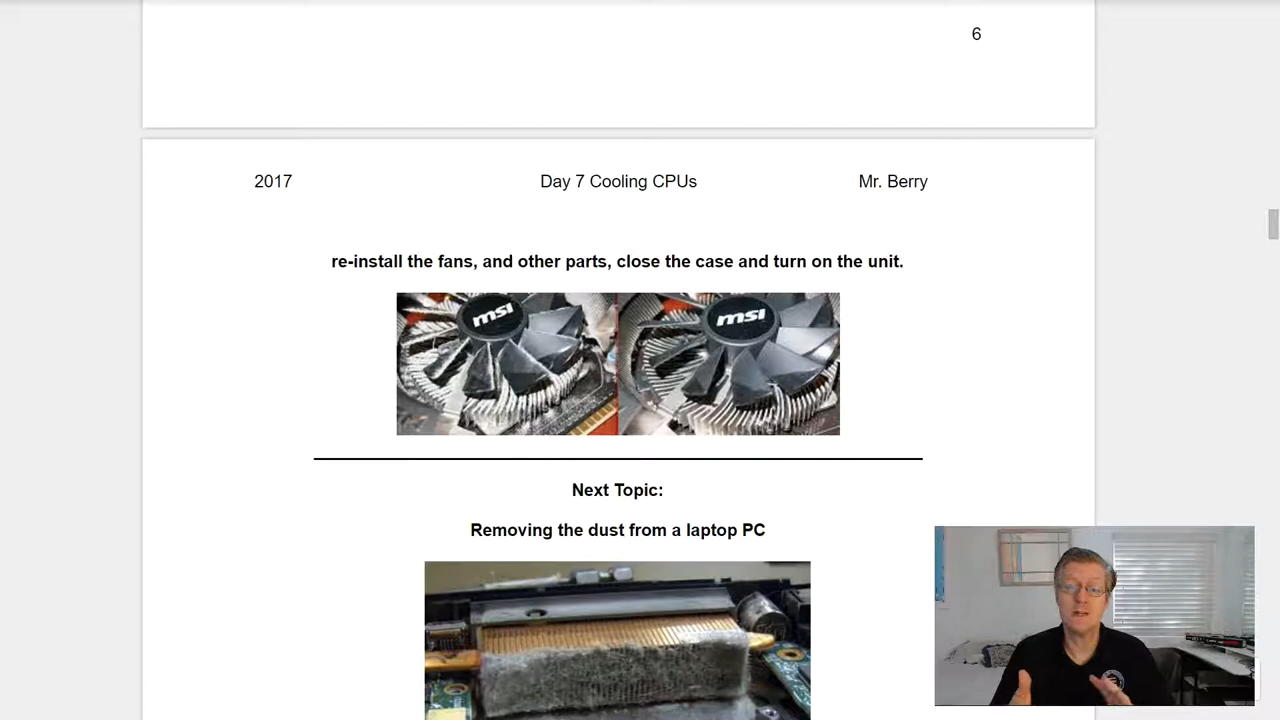 6
2017 Day 7 Cooling CPUs Mr. Berry
re-install the fans, and other parts, close the case and turn on the unit.
msi msi
Next Topic:
Removing the dust from a laptop PC